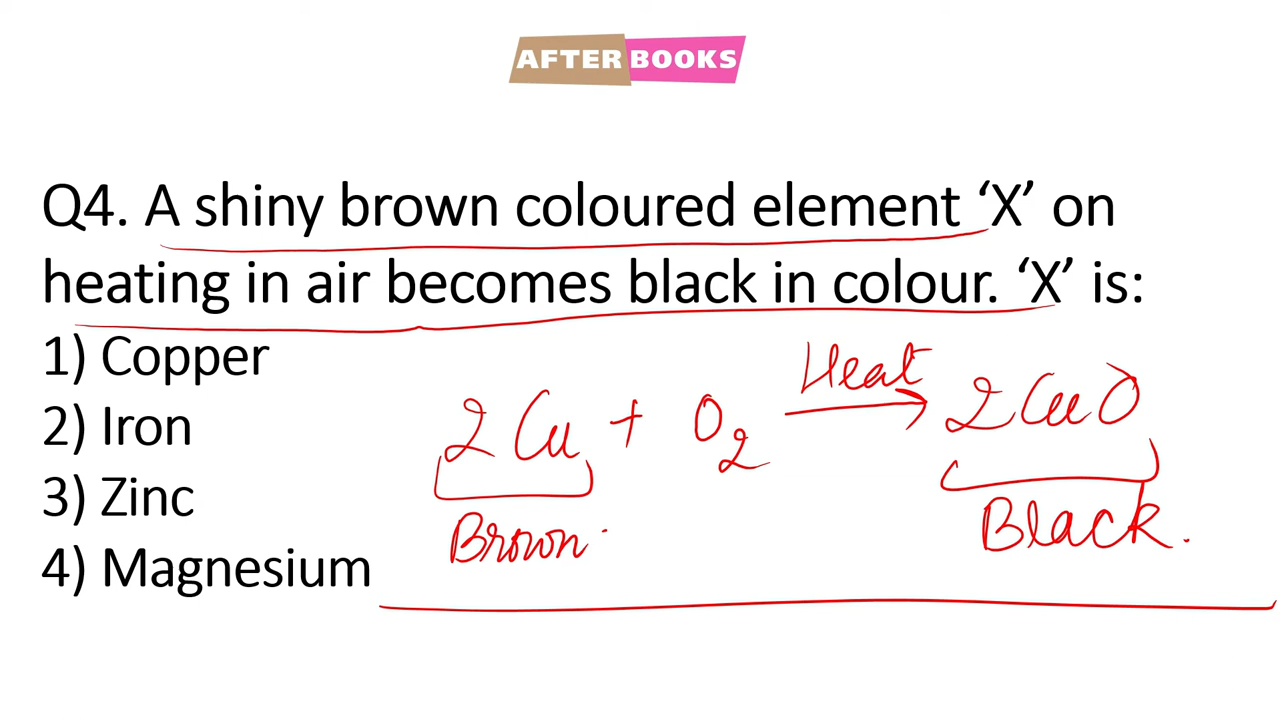 AFTER BOOKS
Q4. A shiny brown coloured element ‘X’ on
heating in air becomes black in colour. ‘X’ is:
1) Copper
2) Iron
3) Zinc
4) Magnesium
Heat
2Cu + O₂ → 2CuO
Brown.
Black.